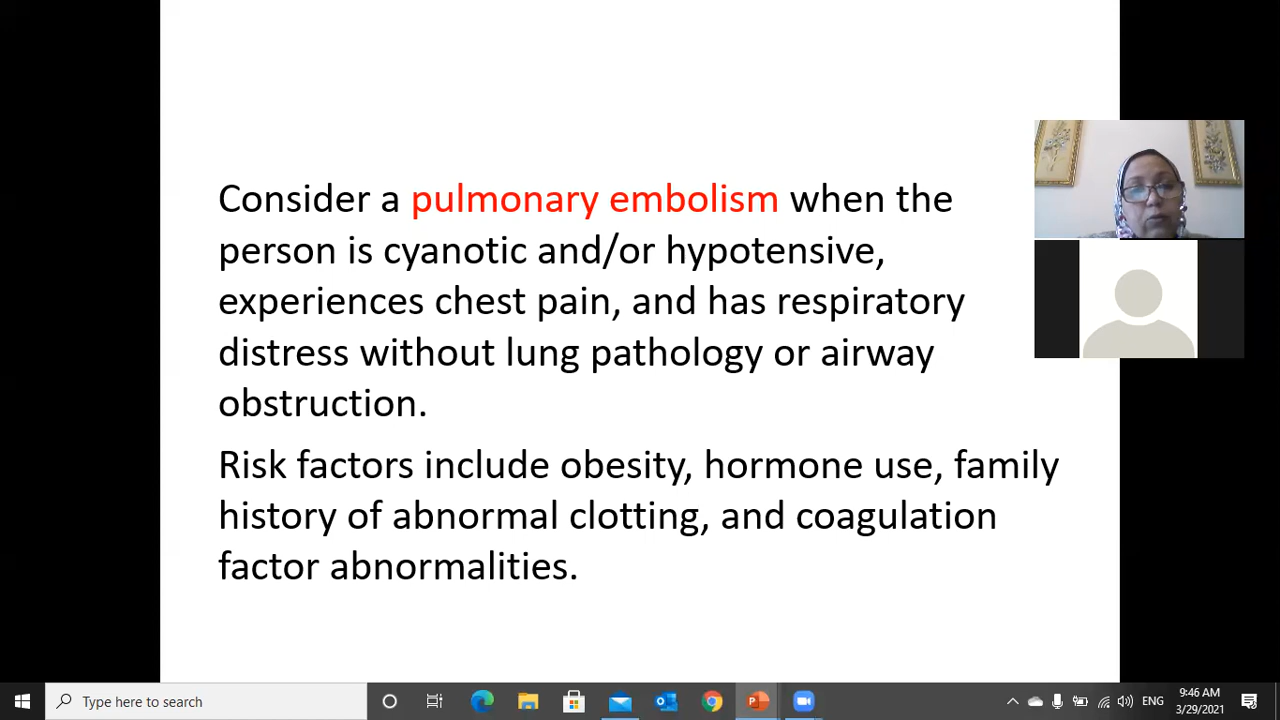 Consider a pulmonary embolism when the
person is cyanotic and/or hypotensive,
experiences chest pain, and has respiratory
distress without lung pathology or airway
obstruction.
Risk factors include obesity, hormone use, family
history of abnormal clotting, and coagulation
factor abnormalities.
Type here to search
ENG
9:46 AM
3/29/2021